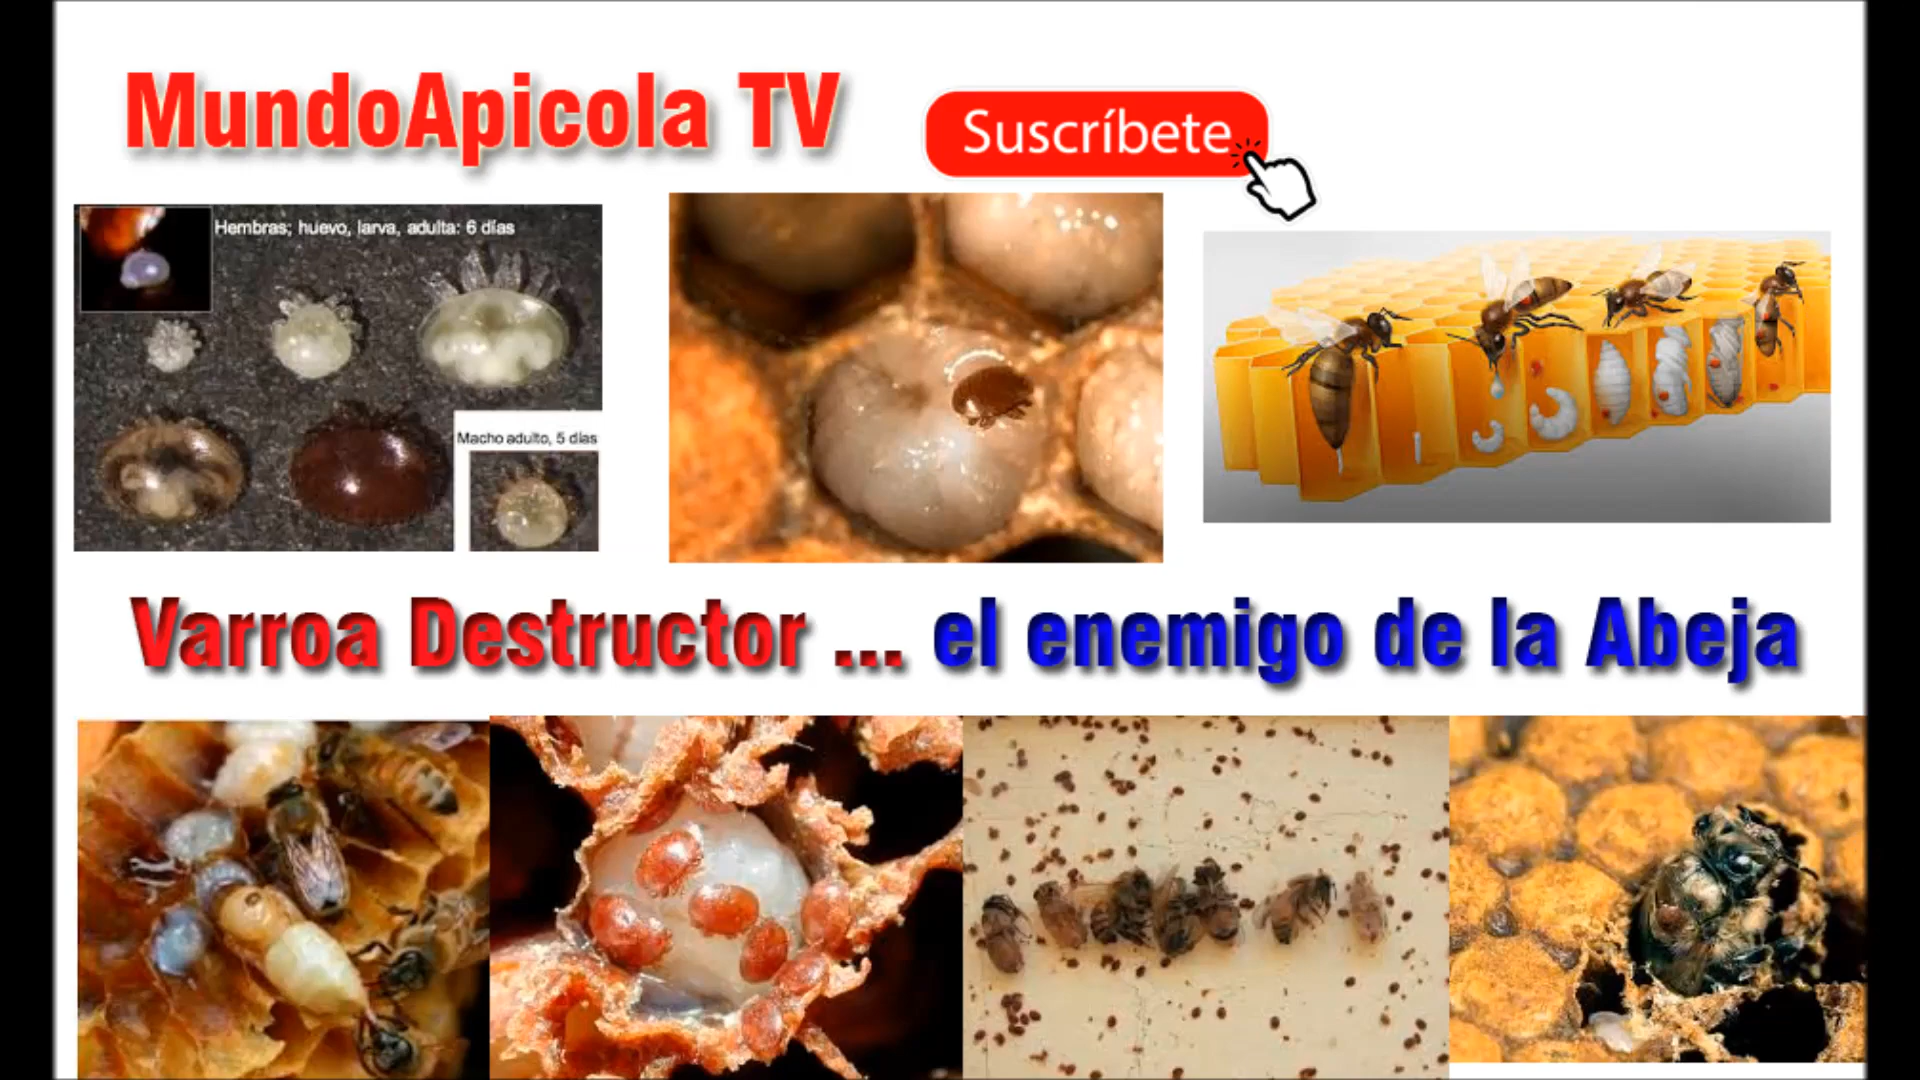 MundoApicola TV
Suscríbete
Hembras; huevo, larva, adulta: 6 días
Macho adulto, 5 días
Varroa Destructor ... el enemigo de la Abeja